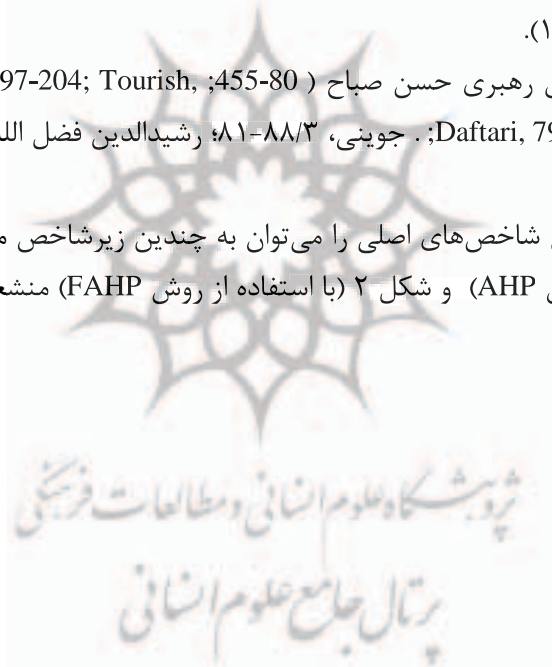 ۱).
رهبری حسن صباح ( 80-455; ,Tourish ;204-97
Daftari, 79; . جوینی، ۸۸/۳-۸۱؛ رشیدالدین فضل
شاخص‌های اصلی را می‌توان به چندین زیرشاخص
AHP) و شکل ۲ (با استفاده از روش FAHP)
پژوهشگاه علوم انسانی و مطالعات فرهنگی
پرتال جامع علوم انسانی